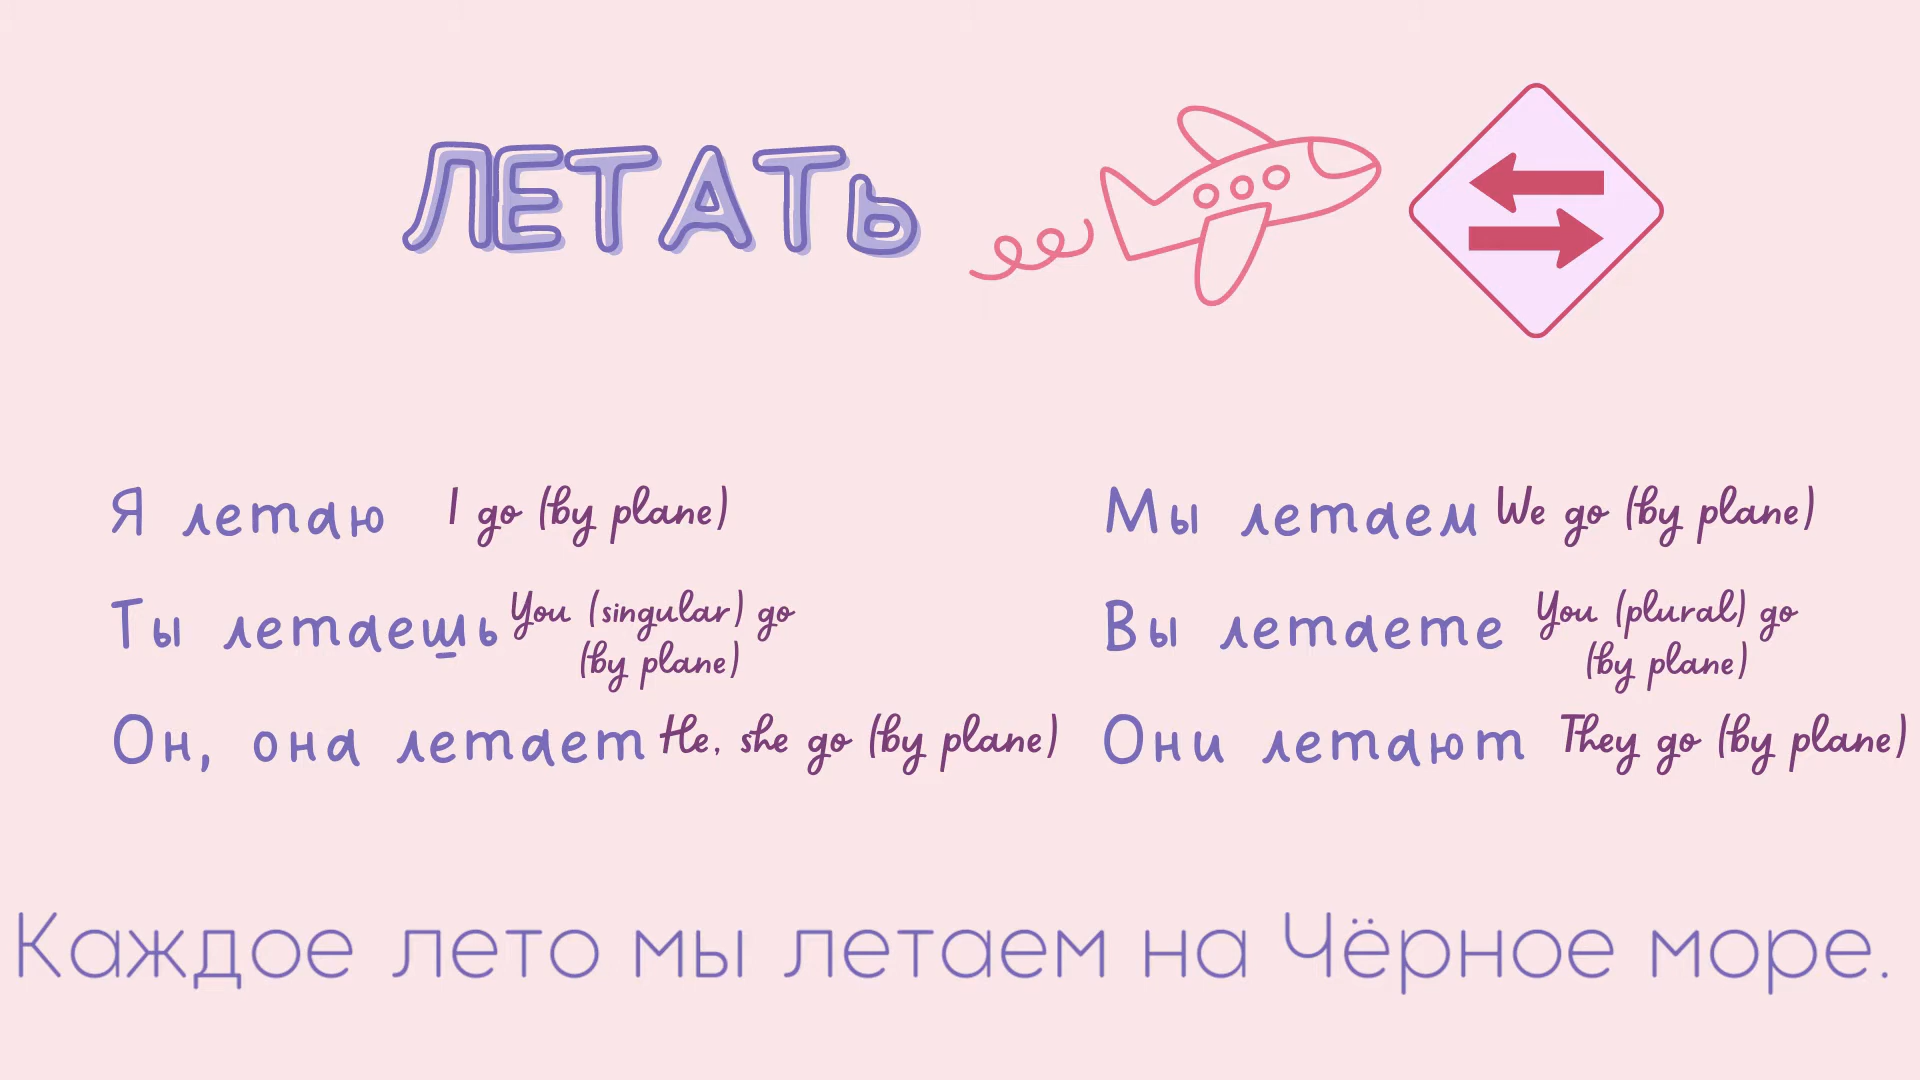 ЛЕТАТЬ
Я летаю I go (by plane)
Ты летаешь You (singular) go
(by plane)
Он, она летает He, she go (by plane)
Мы летаем We go (by plane)
Вы летаете You (plural) go
(by plane)
Они летают They go (by plane)
Каждое лето мы летаем на Чёрное море.